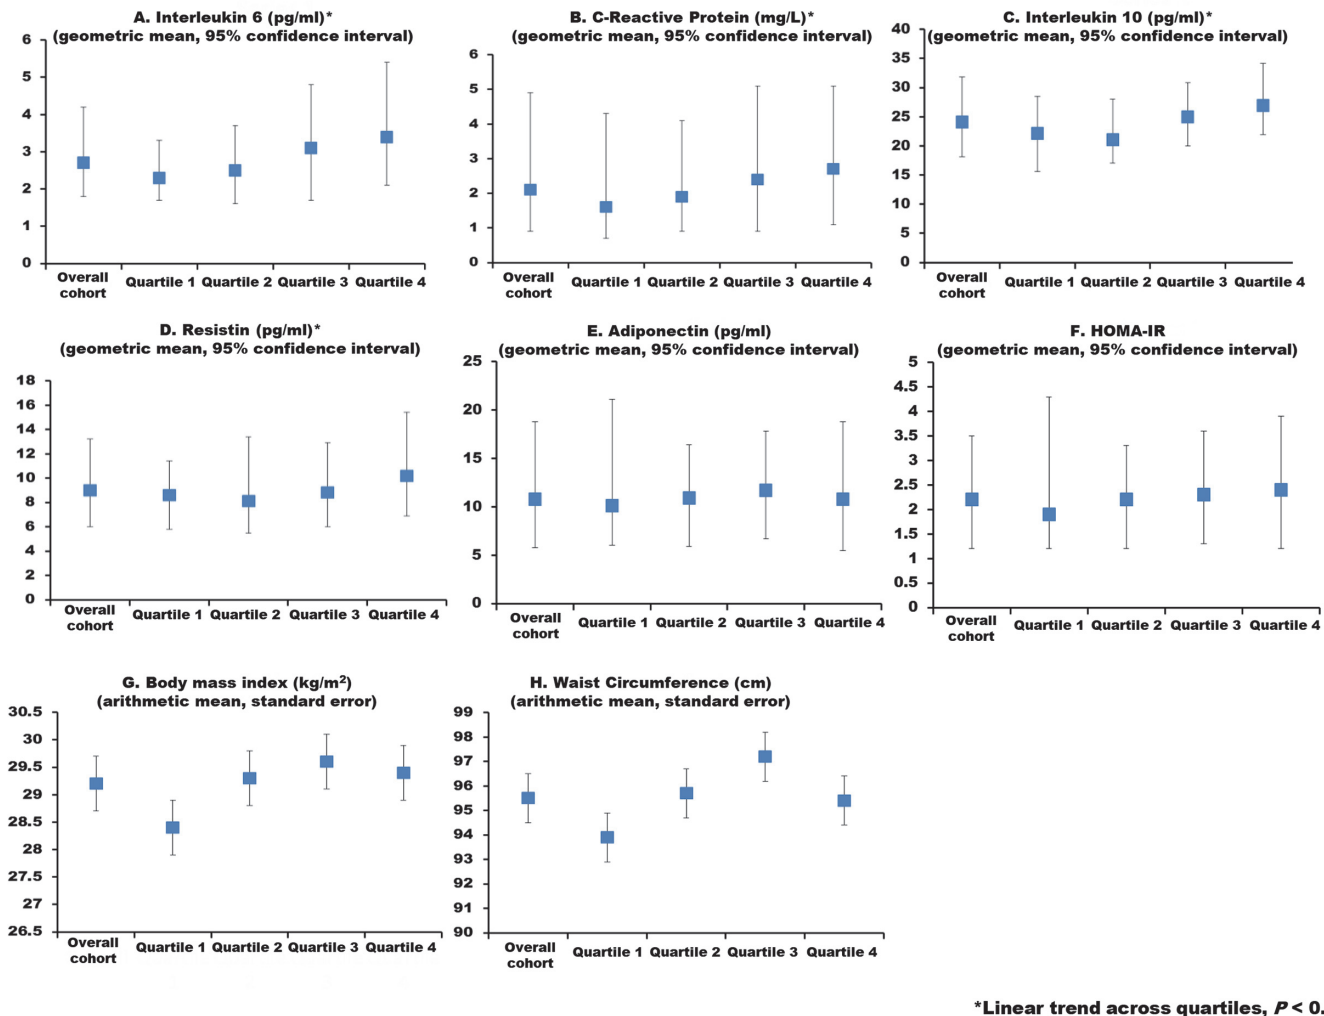 A. Interleukin 6 (pg/ml)*
(geometric mean, 95% confidence interval)
6
5
4
3
2
1
0
Overall cohort
Quartile 1
Quartile 2
Quartile 3
Quartile 4
B. C-Reactive Protein (mg/L)*
(geometric mean, 95% confidence interval)
6
5
4
3
2
1
0
Overall cohort
Quartile 1
Quartile 2
Quartile 3
Quartile 4
C. Interleukin 10 (pg/ml)*
(geometric mean, 95% confidence interval)
40
35
30
25
20
15
10
5
0
Overall cohort
Quartile 1
Quartile 2
Quartile 3
Quartile 4
D. Resistin (pg/ml)*
(geometric mean, 95% confidence interval)
18
16
14
12
10
8
6
4
2
0
Overall cohort
Quartile 1
Quartile 2
Quartile 3
Quartile 4
E. Adiponectin (pg/ml)
(geometric mean, 95% confidence interval)
25
20
15
10
5
0
Overall cohort
Quartile 1
Quartile 2
Quartile 3
Quartile 4
F. HOMA-IR
(geometric mean, 95% confidence interval)
5
4.5
4
3.5
3
2.5
2
1.5
1
0.5
0
Overall cohort
Quartile 1
Quartile 2
Quartile 3
Quartile 4
G. Body mass index (kg/m²)
(arithmetic mean, standard error)
30.5
30
29.5
29
28.5
28
27.5
27
26.5
Overall cohort
Quartile 1
Quartile 2
Quartile 3
Quartile 4
H. Waist Circumference (cm)
(arithmetic mean, standard error)
99
98
97
96
95
94
93
92
91
90
Overall cohort
Quartile 1
Quartile 2
Quartile 3
Quartile 4
*Linear trend across quartiles, P < 0.